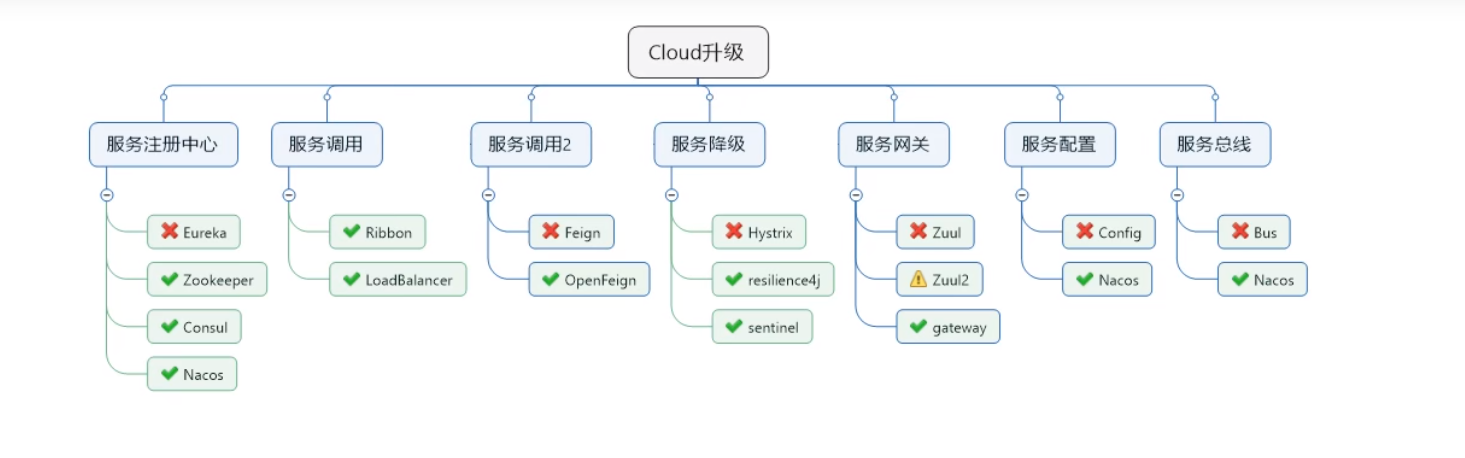 Cloud升级
服务注册中心
服务调用
服务调用2
服务降级
服务网关
服务配置
服务总线
Eureka
Zookeeper
Consul
Nacos
Ribbon
LoadBalancer
Feign
OpenFeign
Hystrix
resilience4j
sentinel
Zuul
Zuul2
gateway
Config
Nacos
Bus
Nacos